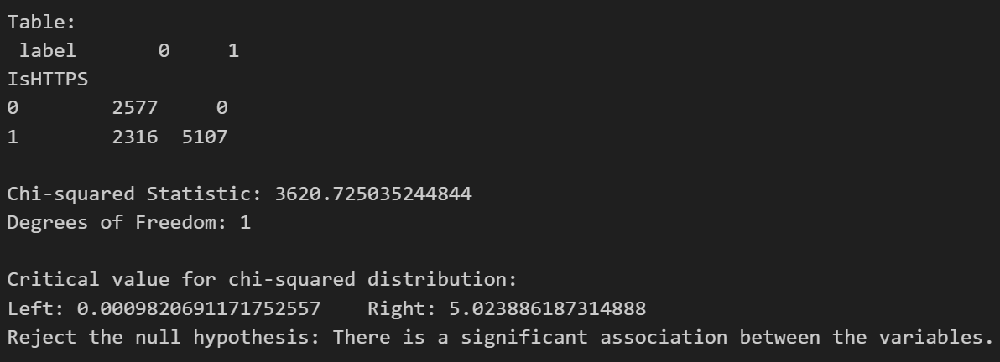 Table:
label 0 1
IsHTTPS
0 2577 0
1 2316 5107
Chi-squared Statistic: 3620.725035244844
Degrees of Freedom: 1
Critical value for chi-squared distribution:
Left: 0.0009820691171752557 Right: 5.023886187314888
Reject the null hypothesis: There is a significant association between the variables.